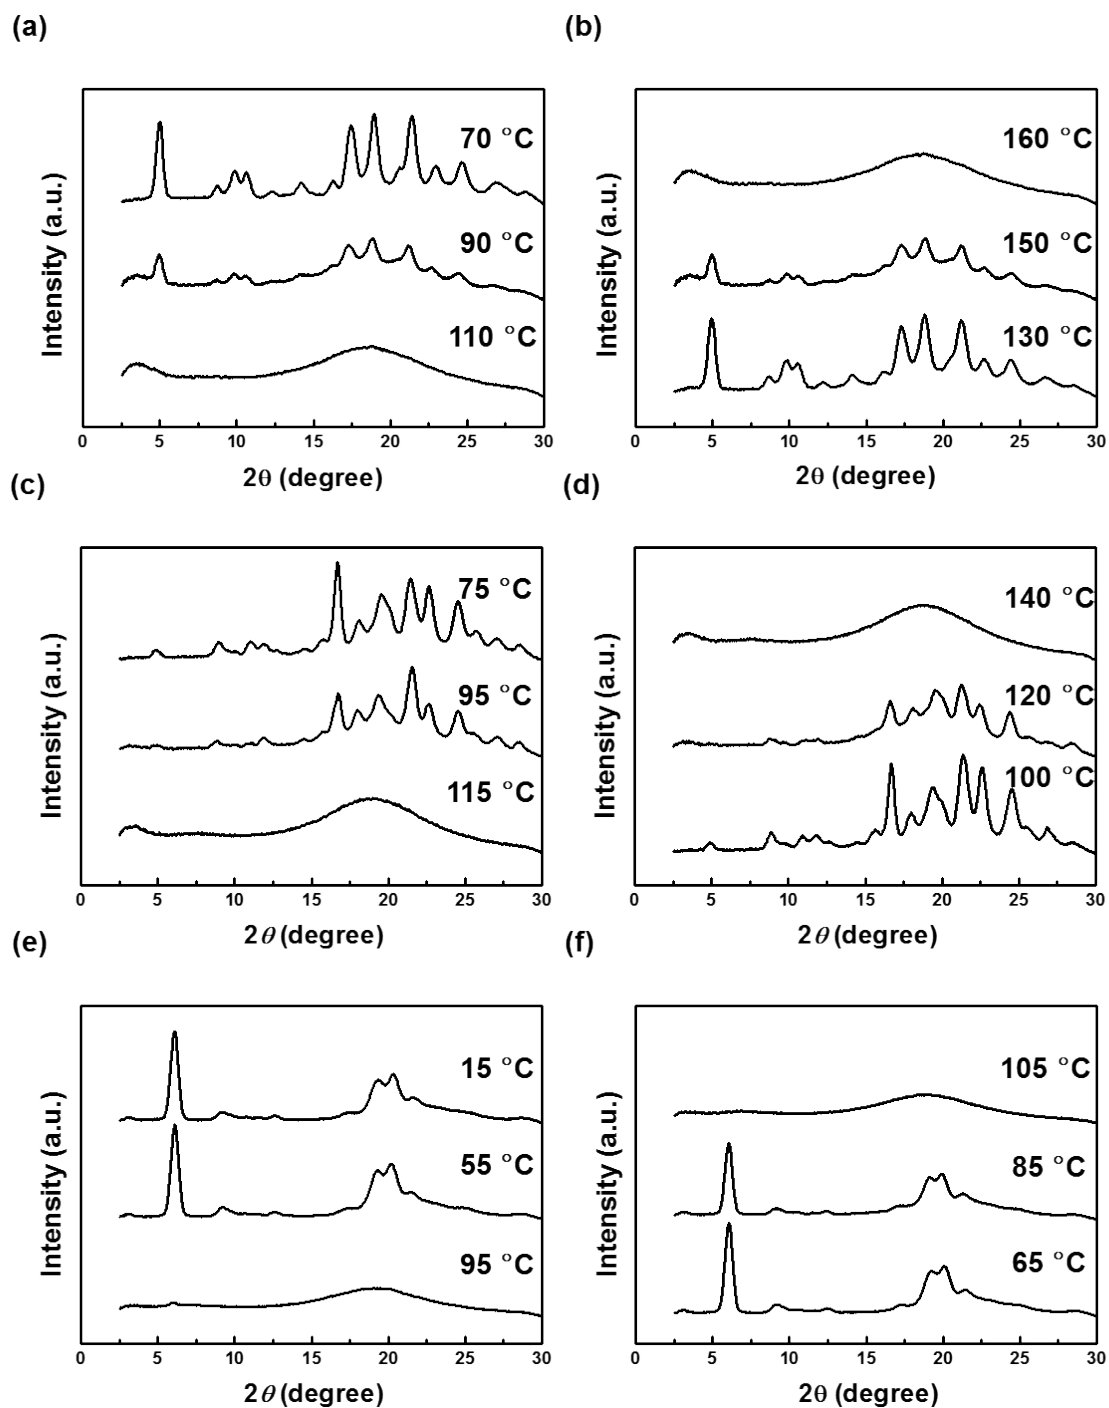 (a)
70 °C
90 °C
110 °C
Intensity (a.u.)
0 5 10 15 20 25 30
2θ (degree)
(b)
160 °C
150 °C
130 °C
Intensity (a.u.)
0 5 10 15 20 25 30
2θ (degree)
(c)
75 °C
95 °C
115 °C
Intensity (a.u.)
0 5 10 15 20 25 30
2θ (degree)
(d)
140 °C
120 °C
100 °C
Intensity (a.u.)
0 5 10 15 20 25 30
2θ (degree)
(e)
15 °C
55 °C
95 °C
Intensity (a.u.)
0 5 10 15 20 25 30
2θ (degree)
(f)
105 °C
85 °C
65 °C
Intensity (a.u.)
0 5 10 15 20 25 30
2θ (degree)